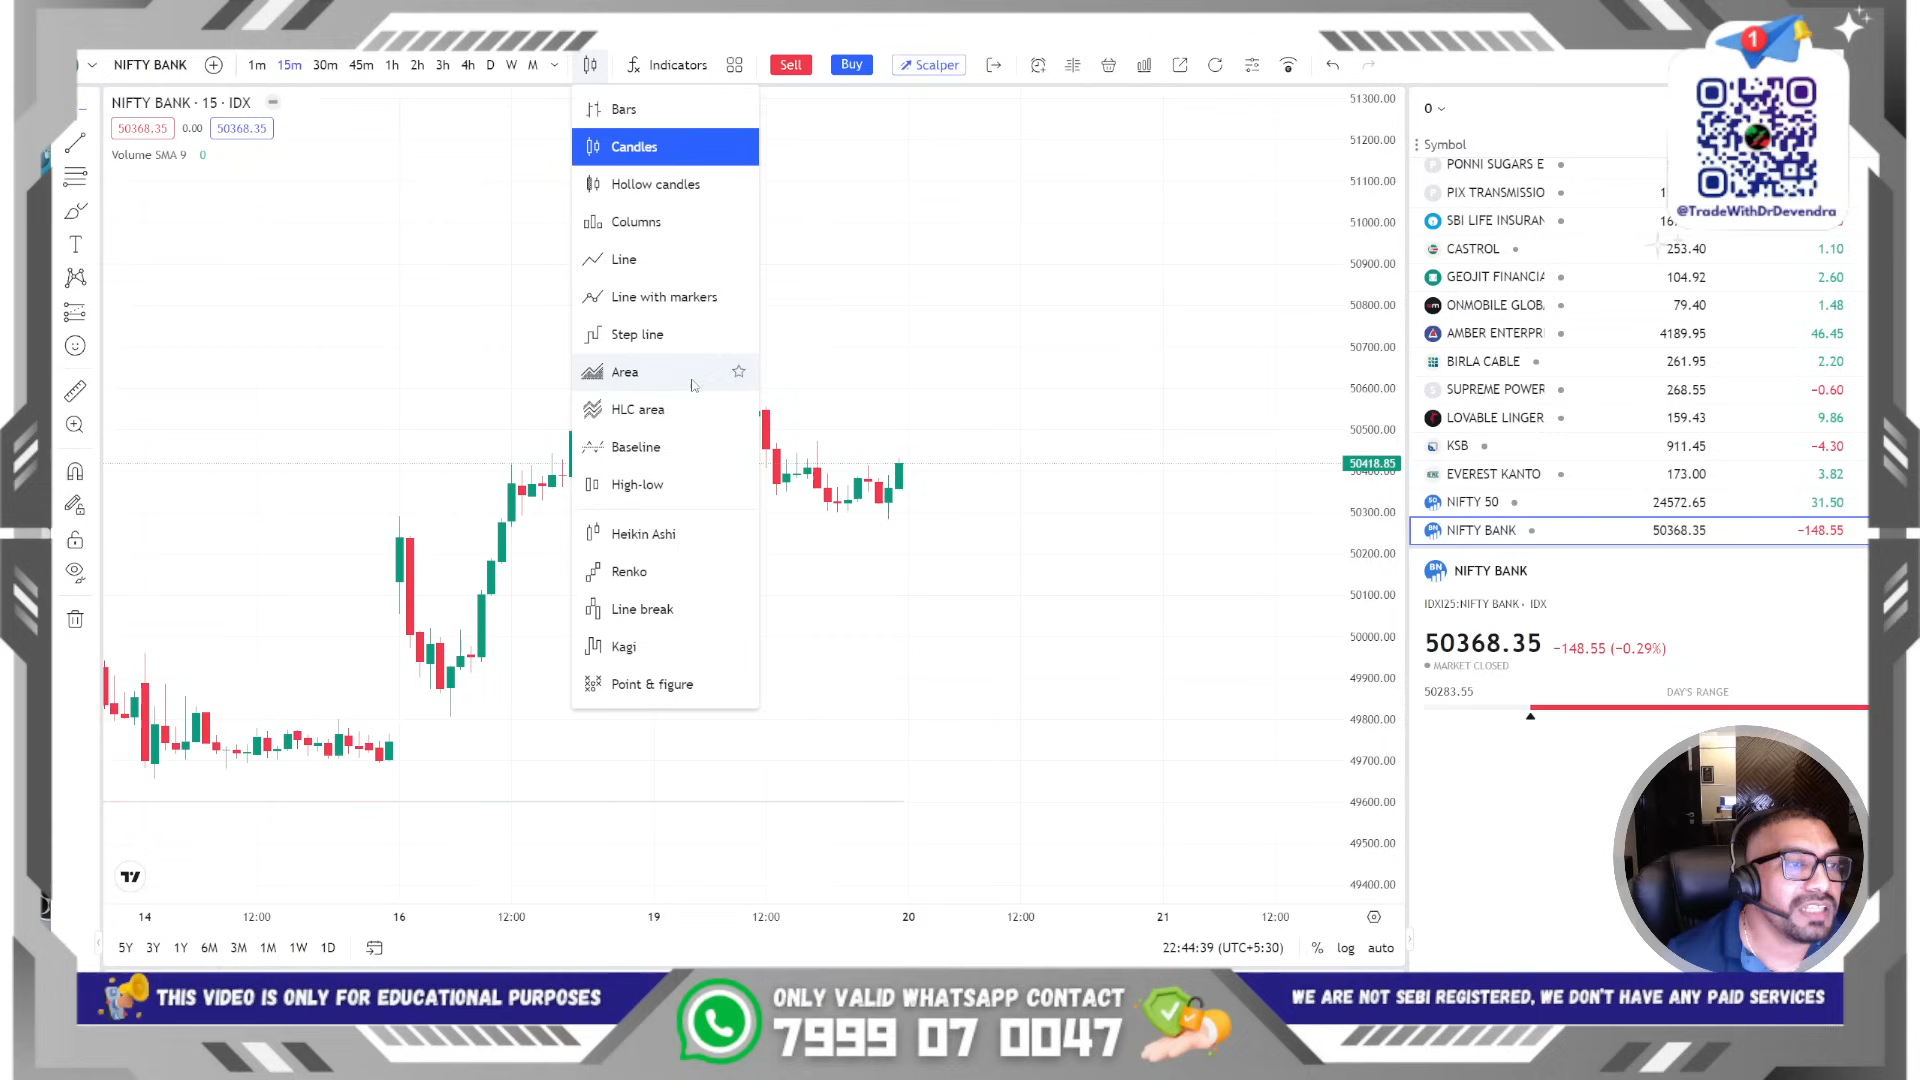 NIFTY BANK 1m 15m 30m 45m 1h 2h 3h 4h D W M Indicators Sell Buy Scalper
1
NIFTY BANK · 15 · IDX
50368.35 0.00 50368.35
Volume SMA 9 0
Bars
Candles
Hollow candles
Columns
Line
Line with markers
Step line
Area
HLC area
Baseline
High-low
Heikin Ashi
Renko
Line break
Kagi
Point & figure
51300.00
51200.00
51100.00
51000.00
50900.00
50800.00
50700.00
50600.00
50500.00
50418.85
50300.00
50200.00
50100.00
50000.00
49900.00
49800.00
49700.00
49600.00
49500.00
49400.00
14 12:00 16 12:00 19 12:00 20 12:00 21 12:00
5Y 3Y 1Y 6M 3M 1M 1W 1D
22:44:39 (UTC+5:30) % log auto
0
Symbol
PONNI SUGARS E
PIX TRANSMISSIO
SBI LIFE INSURAN
CASTROL 253.40 1.10
GEOJIT FINANCIA 104.92 2.60
ONMOBILE GLOB 79.40 1.48
AMBER ENTERPRI 4189.95 46.45
BIRLA CABLE 261.95 2.20
SUPREME POWER 268.55 −0.60
LOVABLE LINGER 159.43 9.86
KSB 911.45 −4.30
EVEREST KANTO 173.00 3.82
NIFTY 50 24572.65 31.50
NIFTY BANK 50368.35 −148.55
NIFTY BANK
IDXI25:NIFTY BANK · IDX
50368.35 −148.55 (−0.29%)
MARKET CLOSED
50283.55 DAY'S RANGE
@TradeWithDrDevendra
THIS VIDEO IS ONLY FOR EDUCATIONAL PURPOSES
ONLY VALID WHATSAPP CONTACT
7999 07 0047
WE ARE NOT SEBI REGISTERED, WE DON'T HAVE ANY PAID SERVICES